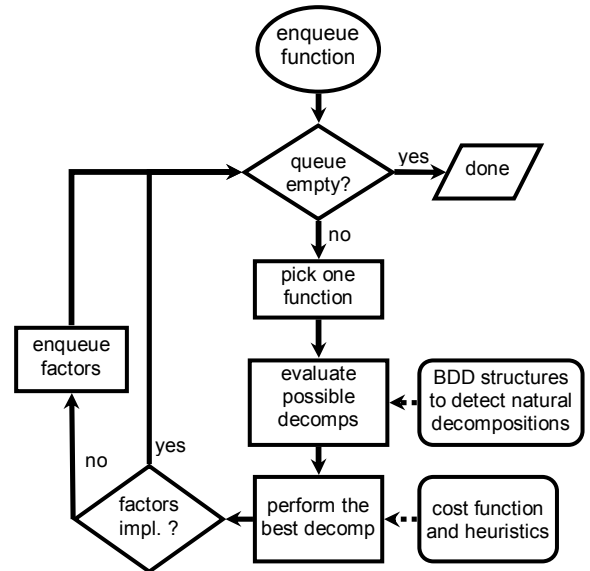 enqueue
function
queue
empty?
yes
done
no
pick one
function
enqueue
factors
evaluate
possible
decomps
BDD structures
to detect natural
decompositions
yes
no
factors
impl. ?
perform the
best decomp
cost function
and heuristics